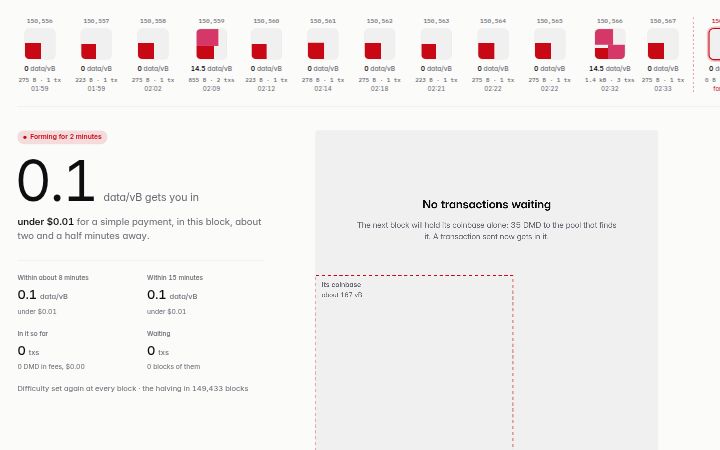 150,556 150,557 150,558 150,559 150,560 150,561 150,562 150,563 150,564 150,565 150,566 150,567
0 data/vB 0 data/vB 0 data/vB 14.5 data/vB 0 data/vB 0 data/vB 0 data/vB 0 data/vB 0 data/vB 0 data/vB 14.5 data/vB 0 data/vB
275 B · 1 tx 223 B · 1 tx 275 B · 1 tx 855 B · 2 txs 223 B · 1 tx 276 B · 1 tx 275 B · 1 tx 223 B · 1 tx 275 B · 1 tx 275 B · 1 tx 1.4 kB · 3 txs 275 B · 1 tx
01:59 01:59 02:02 02:09 02:12 02:14 02:18 02:21 02:22 02:22 02:32 02:33
Forming for 2 minutes
0.1 data/vB gets you in
under $0.01 for a simple payment, in this block, about
two and a half minutes away.
Within about 8 minutes Within 15 minutes
0.1 data/vB 0.1 data/vB
under $0.01 under $0.01
In it so far Waiting
0 txs 0 txs
0 DMD in fees, $0.00 0 blocks of them
Difficulty set again at every block · the halving in 149,433 blocks
No transactions waiting
The next block will hold its coinbase alone: 35 DMD to the pool that finds
it. A transaction sent now gets in it.
Its coinbase
about 167 vB